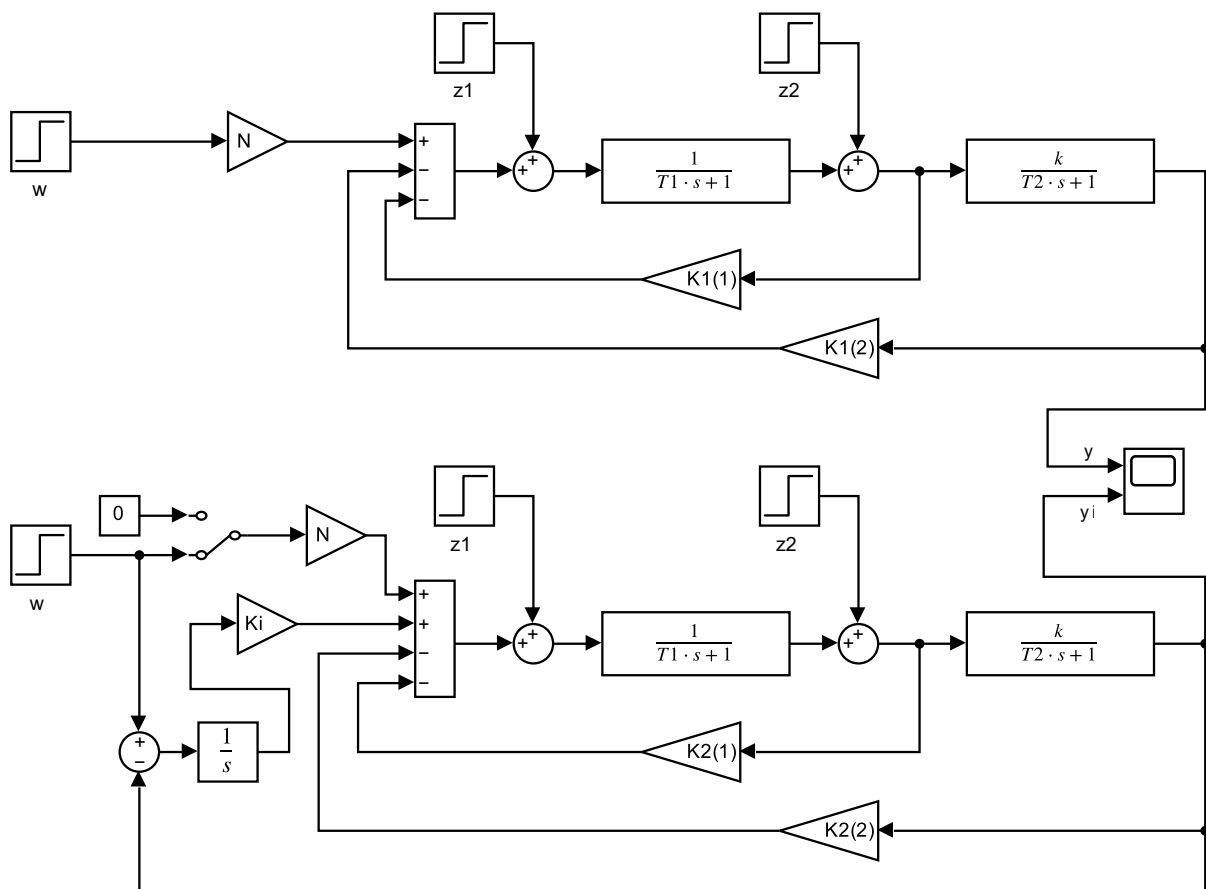 z1
z2
w
N
+
−
−
+
+
1
T1 · s + 1
+
+
k
T2 · s + 1
K1(1)
K1(2)
y
yi
0
w
N
z1
z2
Ki
+
+
−
−
+
+
1
T1 · s + 1
+
+
k
T2 · s + 1
+
−
1
s
K2(1)
K2(2)